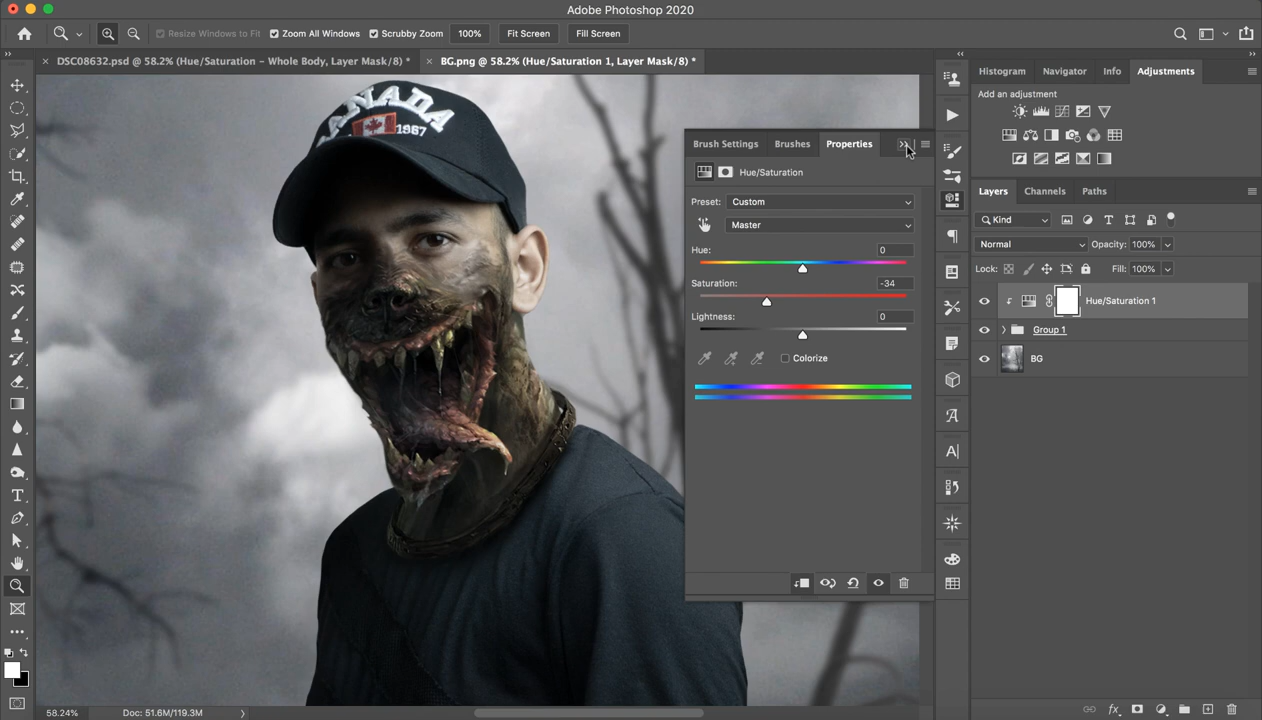 Adobe Photoshop 2020
Resize Windows to Fit
Zoom All Windows
Scrubby Zoom
100%
Fit Screen
Fill Screen
DSC08632.psd @ 58.2% (Hue/Saturation - Whole Body, Layer Mask/8) *
BG.png @ 58.2% (Hue/Saturation 1, Layer Mask/8) *
Histogram
Navigator
Info
Adjustments
Add an adjustment
CANADA
1967
Brush Settings
Brushes
Properties
Hue/Saturation
Preset: Custom
Master
Hue: 0
Saturation: -34
Lightness: 0
Colorize
Layers
Channels
Paths
Kind
Normal
Opacity: 100%
Lock:
Fill: 100%
Hue/Saturation 1
Group 1
BG
58.24%
Doc: 51.6M/119.3M